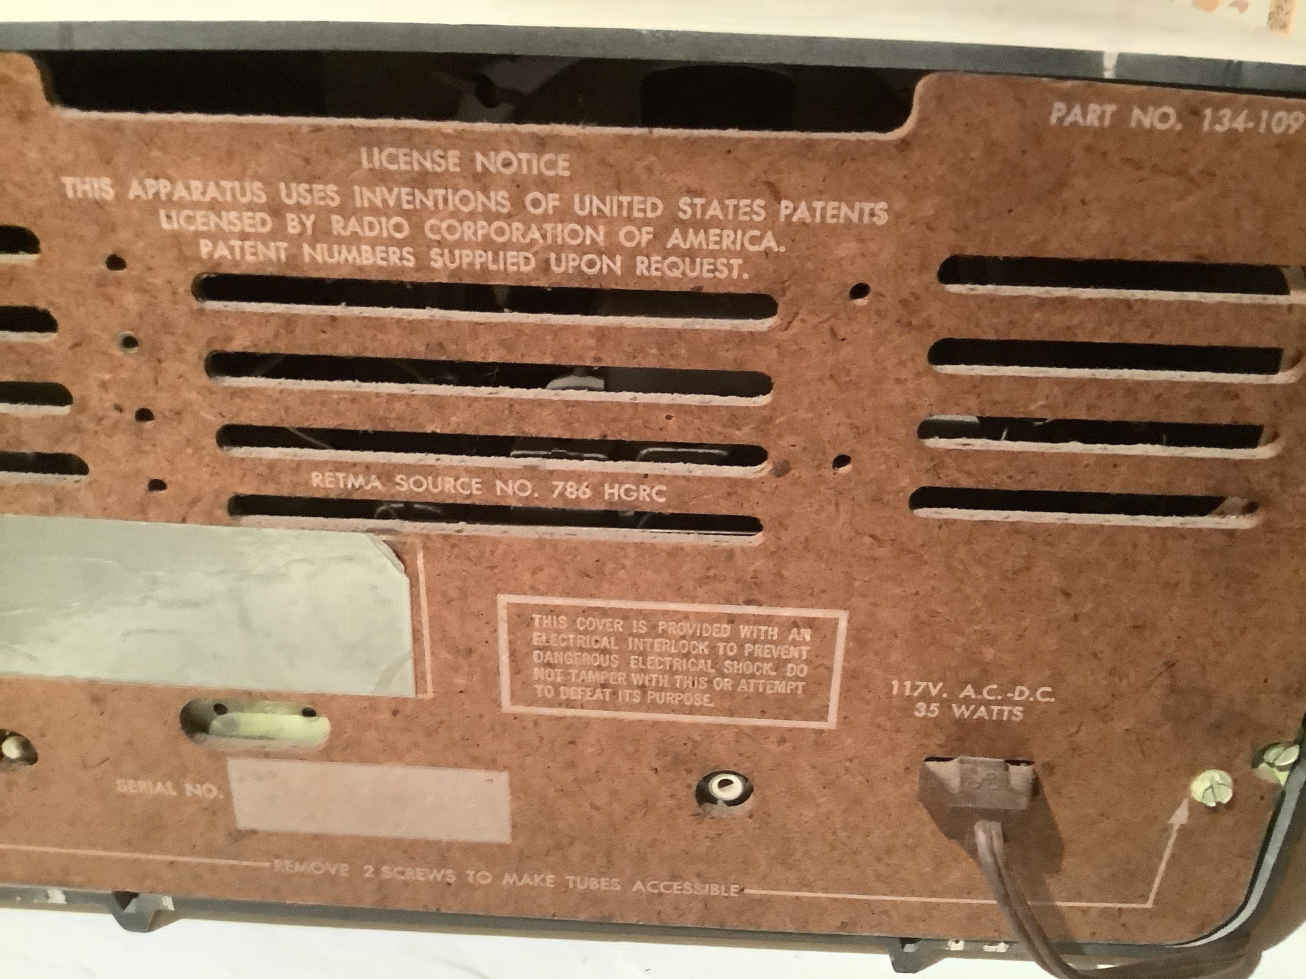 PART NO. 134-109
LICENSE NOTICE
THIS APPARATUS USES INVENTIONS OF UNITED STATES PATENTS
LICENSED BY RADIO CORPORATION OF AMERICA.
PATENT NUMBERS SUPPLIED UPON REQUEST.
RETMA SOURCE NO. 786 HGRC
THIS COVER IS PROVIDED WITH AN
ELECTRICAL INTERLOCK TO PREVENT
DANGEROUS ELECTRICAL SHOCK. DO
NOT TAMPER WITH THIS OR ATTEMPT
TO DEFEAT ITS PURPOSE.
117V. A.C.-D.C.
35 WATTS
SERIAL NO.
REMOVE 2 SCREWS TO MAKE TUBES ACCESSIBLE